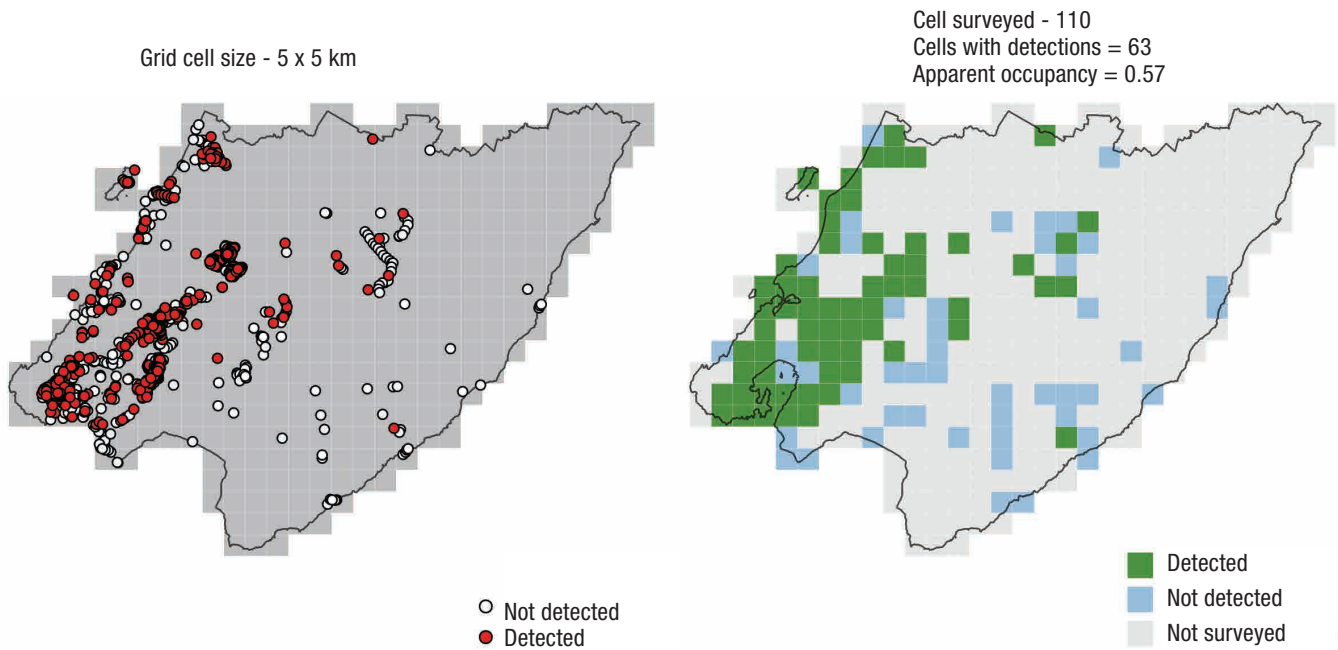 Grid cell size - 5 x 5 km
Cell surveyed - 110
Cells with detections = 63
Apparent occupancy = 0.57
Not detected
Detected
Detected
Not detected
Not surveyed